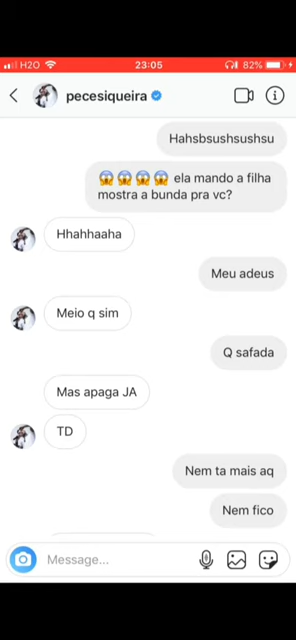 H2O 23:05 82%
pecesiqueira
Hahsbsushsushsu
😱 😱 😱 😱 ela mando a filha
mostra a bunda pra vc?
Hhahhaaha
Meu adeus
Meio q sim
Q safada
Mas apaga JA
TD
Nem ta mais aq
Nem fico
Message...